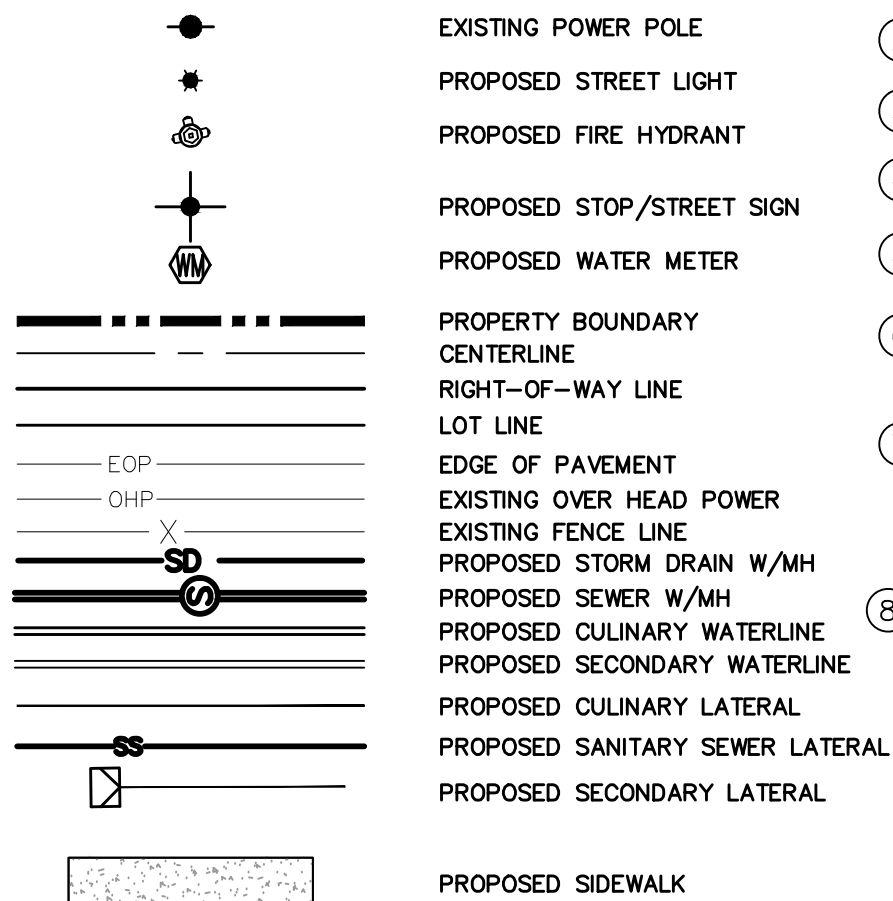 EXISTING POWER POLE
PROPOSED STREET LIGHT
PROPOSED FIRE HYDRANT
PROPOSED STOP/STREET SIGN
WM PROPOSED WATER METER
PROPERTY BOUNDARY
CENTERLINE
RIGHT-OF-WAY LINE
LOT LINE
EOP EDGE OF PAVEMENT
OHP EXISTING OVER HEAD POWER
X EXISTING FENCE LINE
SD PROPOSED STORM DRAIN W/MH
S PROPOSED SEWER W/MH
8
PROPOSED CULINARY WATERLINE
PROPOSED SECONDARY WATERLINE
PROPOSED CULINARY LATERAL
SS PROPOSED SANITARY SEWER LATERAL
PROPOSED SECONDARY LATERAL
PROPOSED SIDEWALK